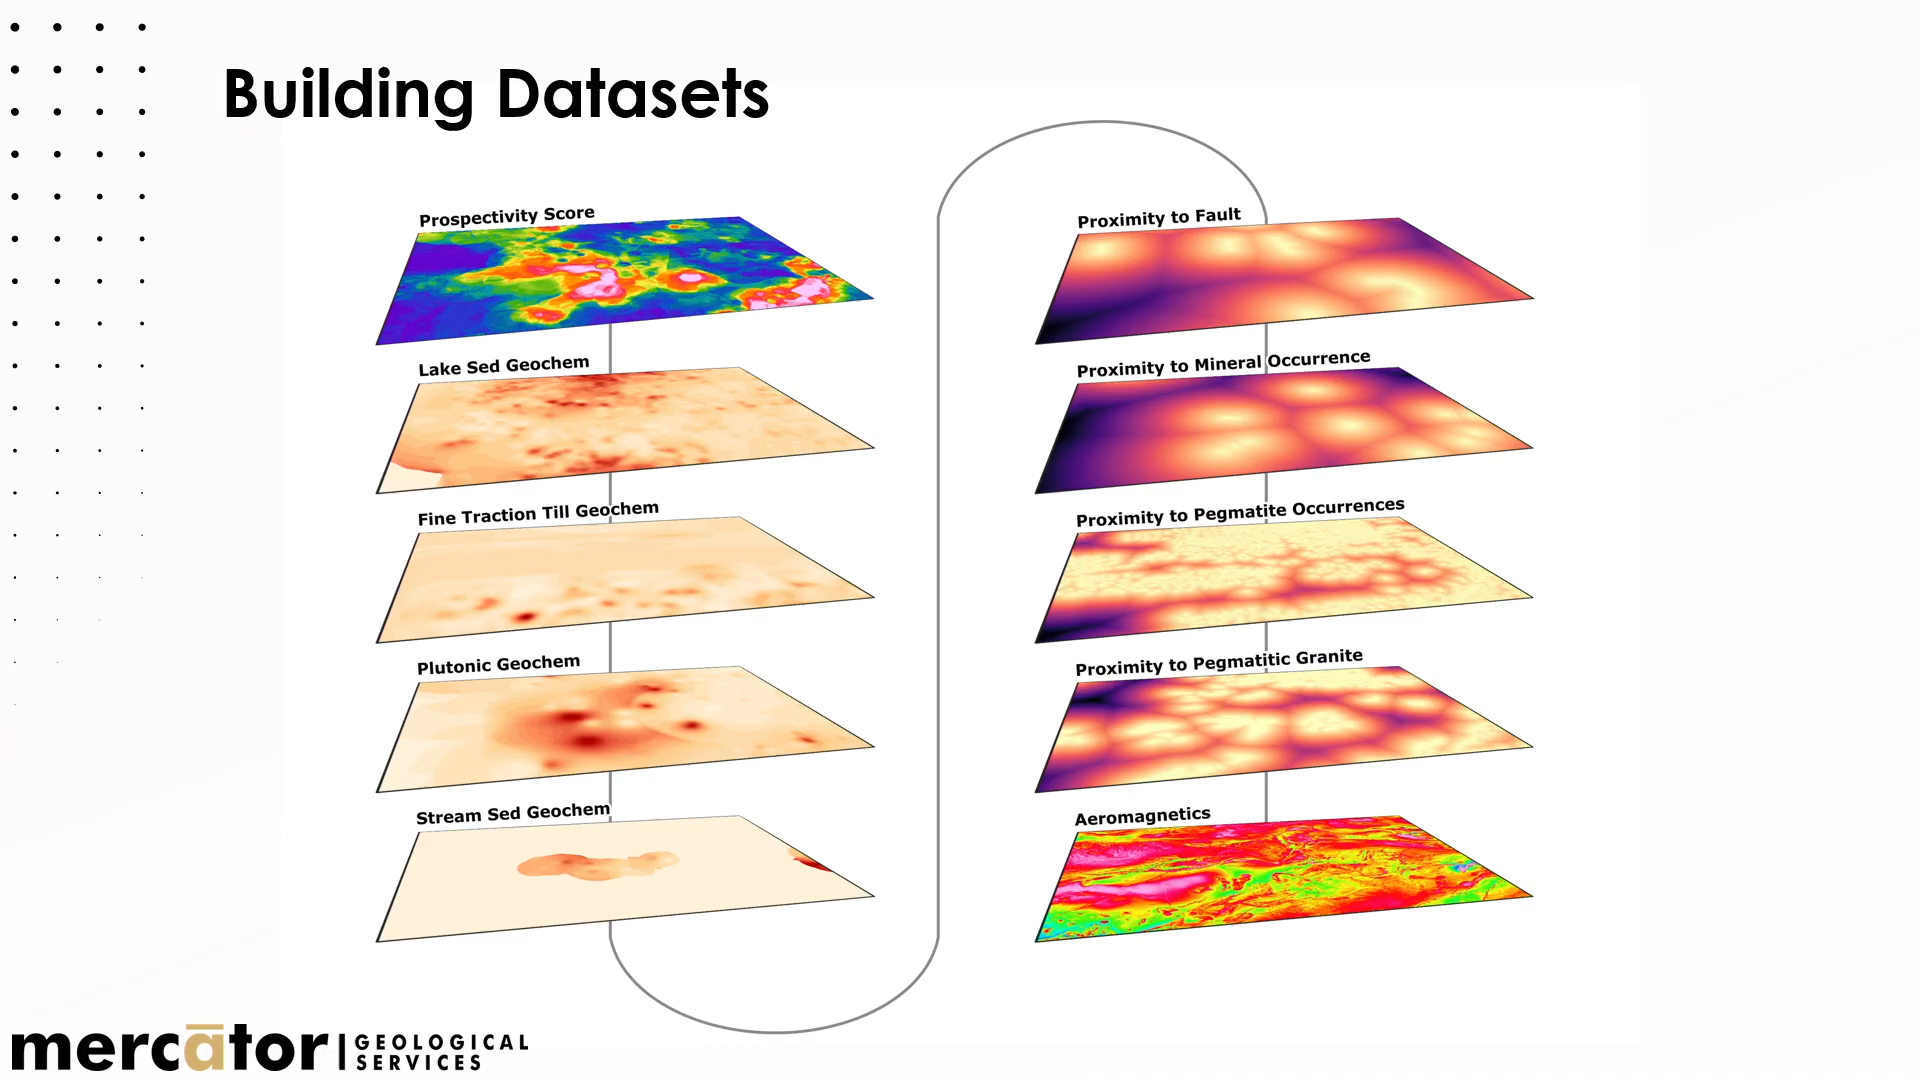 Building Datasets
Prospectivity Score
Lake Sed Geochem
Fine Traction Till Geochem
Plutonic Geochem
Stream Sed Geochem
Proximity to Fault
Proximity to Mineral Occurrence
Proximity to Pegmatite Occurrences
Proximity to Pegmatitic Granite
Aeromagnetics
mercātor | GEOLOGICAL
SERVICES